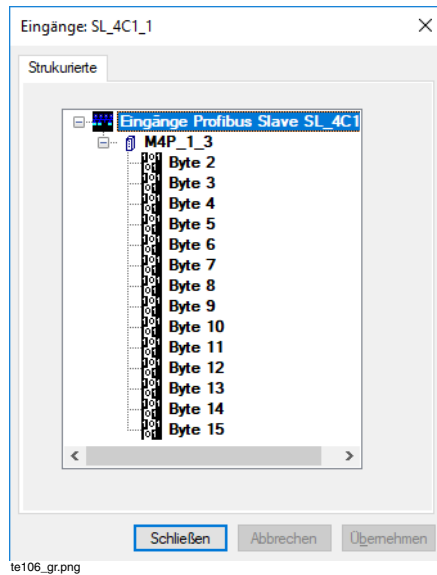 Eingänge: SL_4C1_1
Strukurierte
Eingänge Profibus Slave SL_4C1
M4P_1_3
Byte 2
Byte 3
Byte 4
Byte 5
Byte 6
Byte 7
Byte 8
Byte 9
Byte 10
Byte 11
Byte 12
Byte 13
Byte 14
Byte 15
Schließen Abbrechen Übernehmen
te106_gr.png